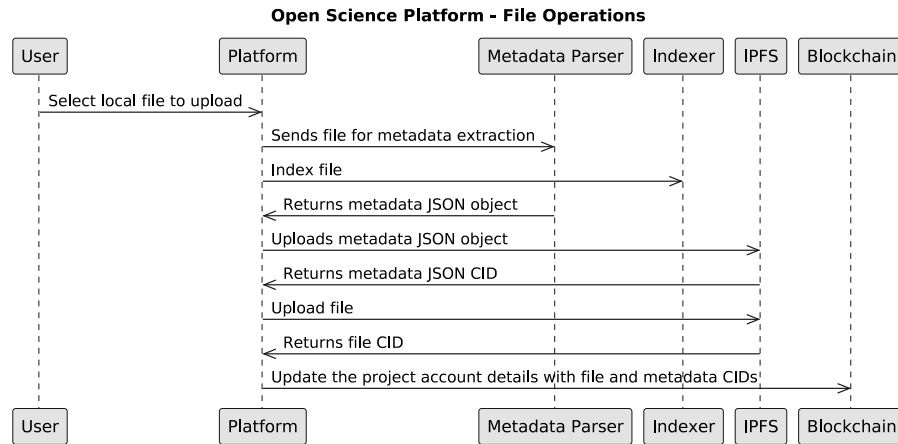 Open Science Platform - File Operations
User Platform Metadata Parser Indexer IPFS Blockchain
Select local file to upload
Sends file for metadata extraction
Index file
Returns metadata JSON object
Uploads metadata JSON object
Returns metadata JSON CID
Upload file
Returns file CID
Update the project account details with file and metadata CIDs
User Platform Metadata Parser Indexer IPFS Blockchain